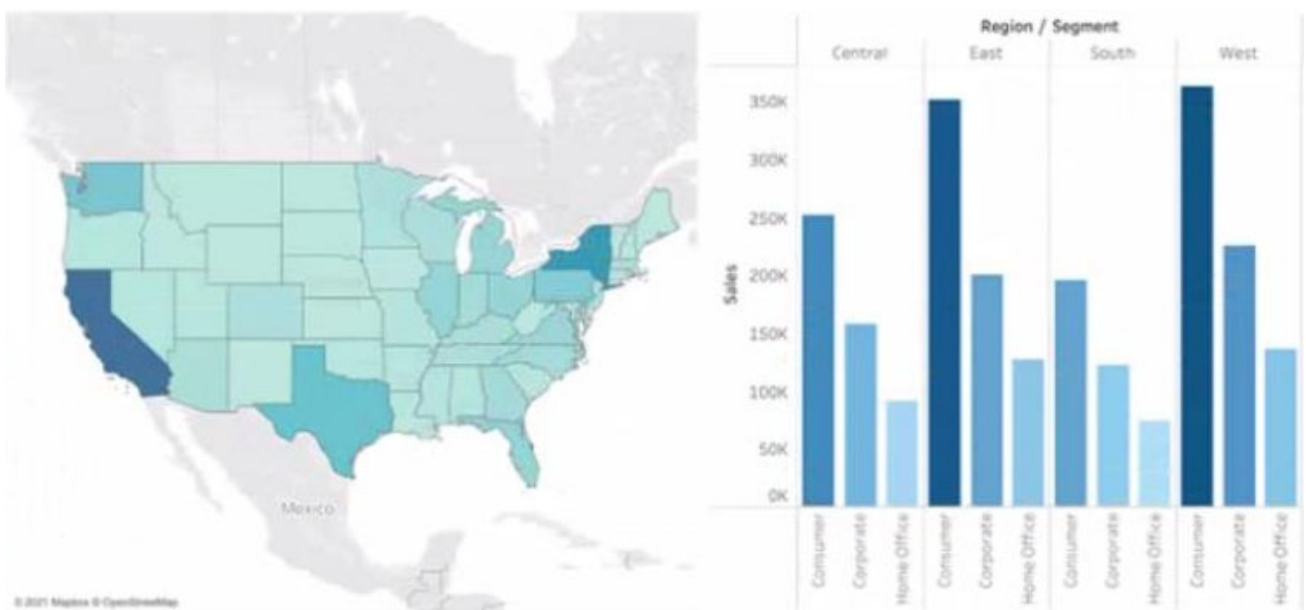 Mexico
© 2021 Mapbox © OpenStreetMap
Region / Segment
Central East South West
Sales
350K
300K
250K
200K
150K
100K
50K
0K
Consumer Corporate Home Office Consumer Corporate Home Office Consumer Corporate Home Office Consumer Corporate Home Office